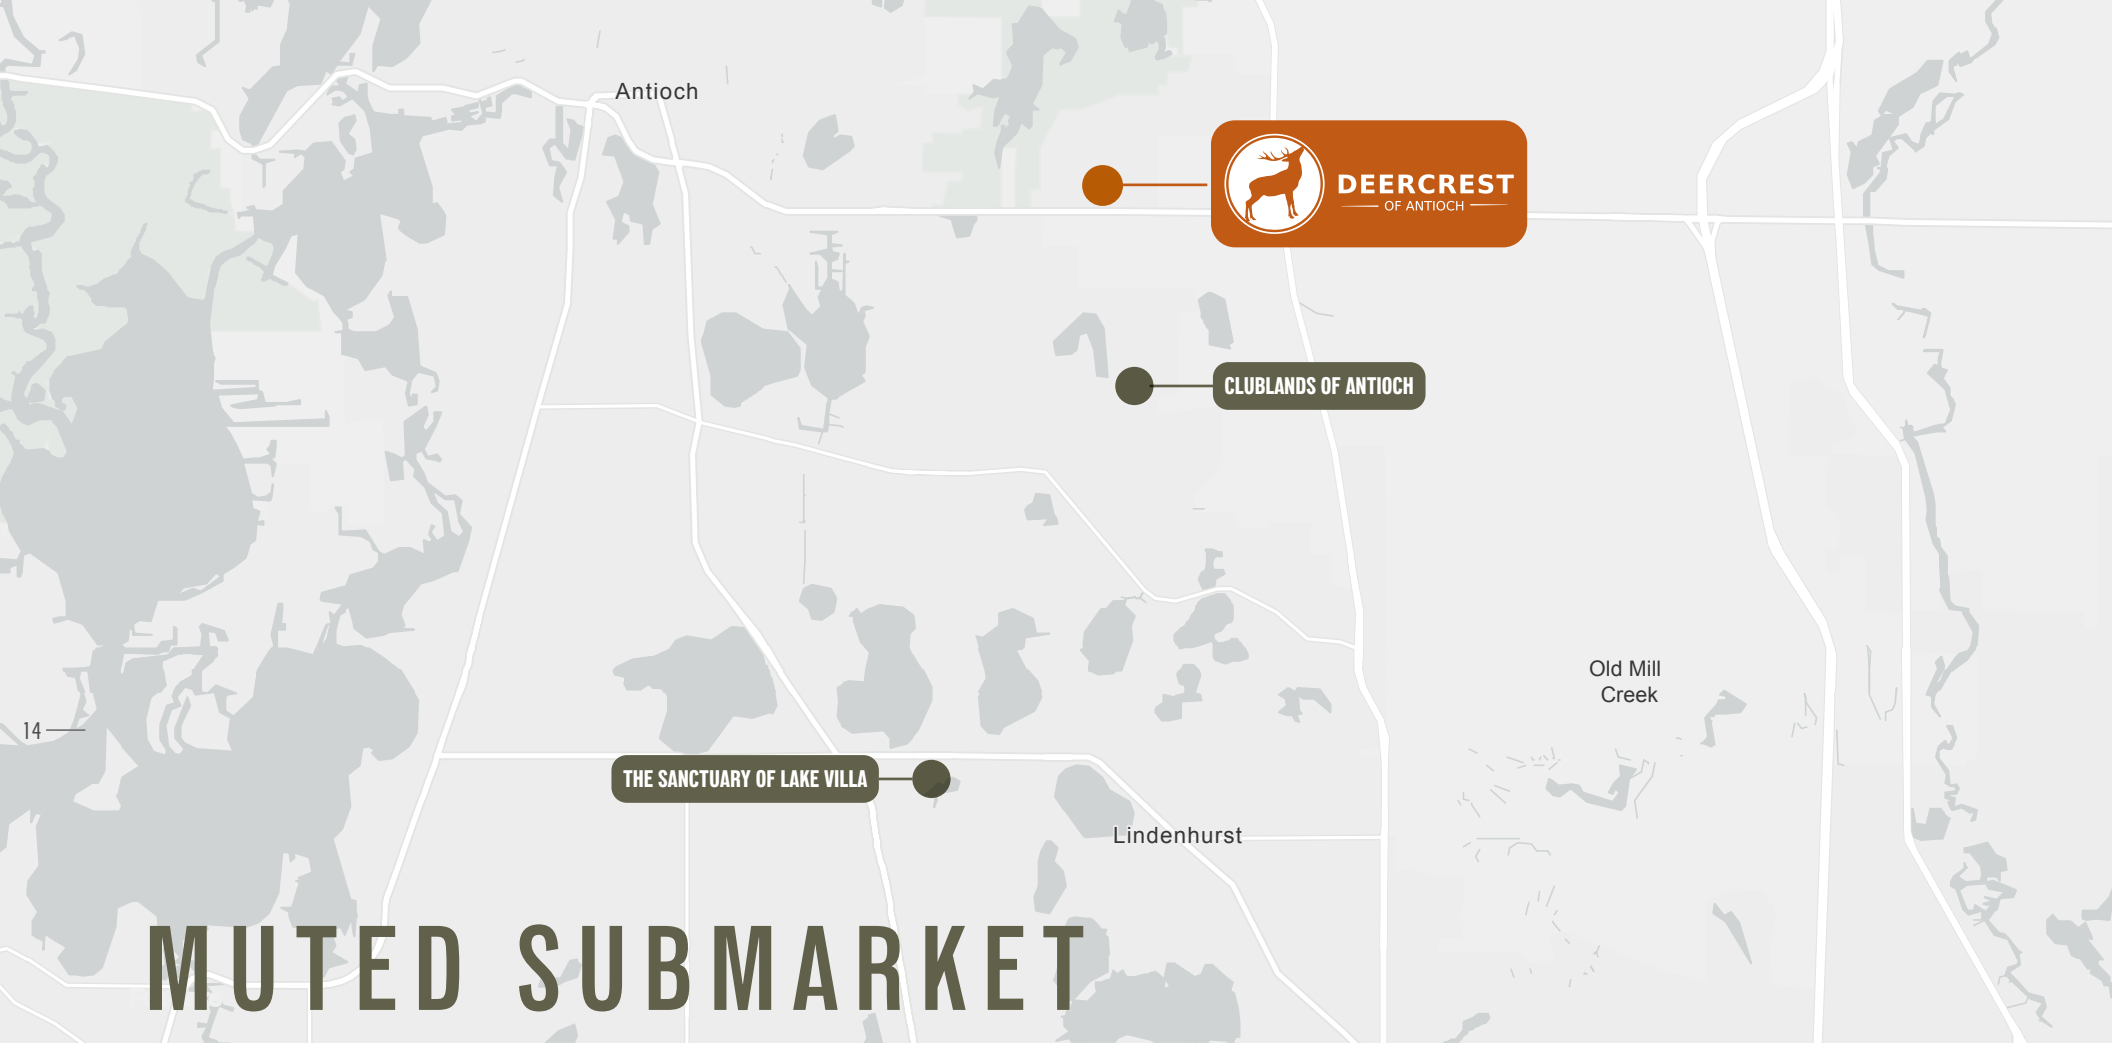 Antioch
DEERCREST
OF ANTIOCH
CLUBLANDS OF ANTIOCH
Old Mill
Creek
14
THE SANCTUARY OF LAKE VILLA
Lindenhurst
MUTED SUBMARKET